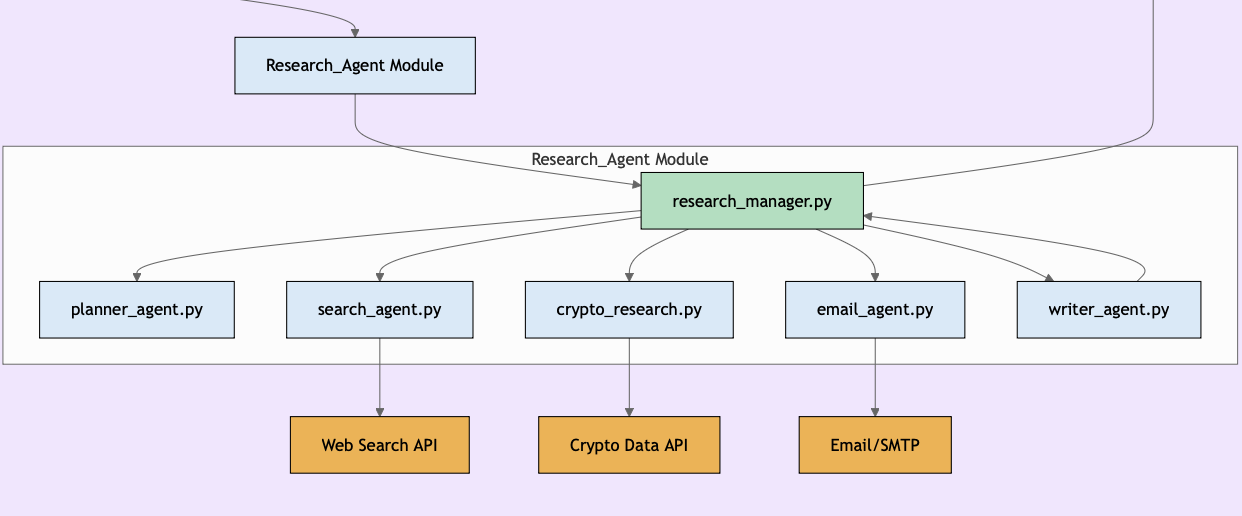 Research_Agent Module
Research_Agent Module
research_manager.py
planner_agent.py
search_agent.py
crypto_research.py
email_agent.py
writer_agent.py
Web Search API
Crypto Data API
Email/SMTP